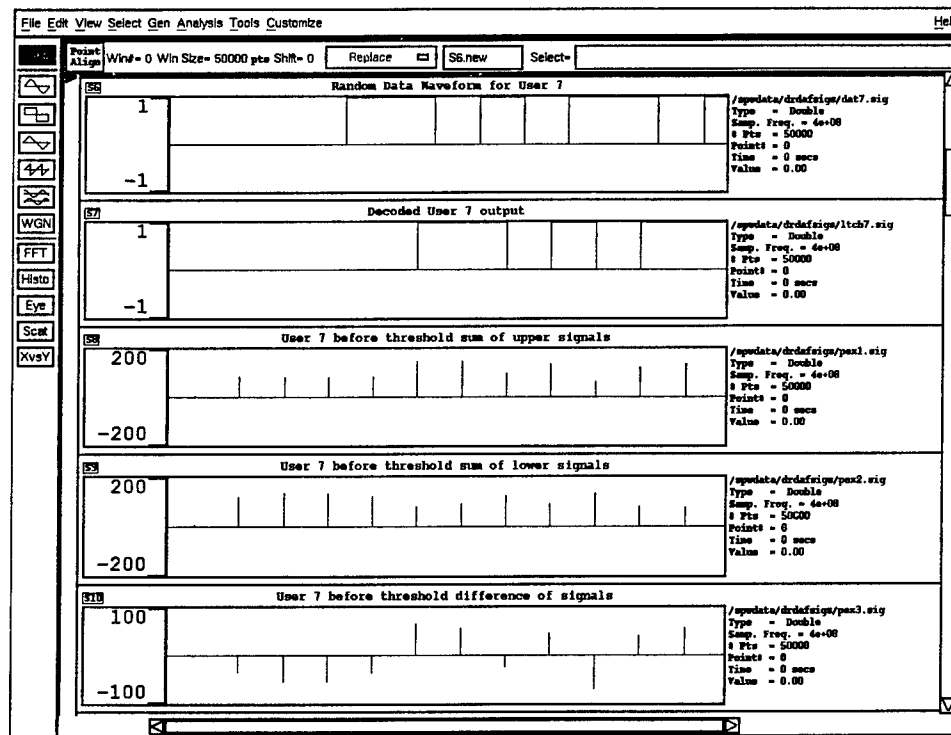 File Edit View Select Gen Analysis Tools Customize
Point Align Win#= 0 Win Size= 50000 pts Shift= 0 Replace S6.new Select=
WGN
FFT
Histo
Eye
Scat
XvsY
S6 Random Data Waveform for User 7
1
-1
/spwdata/drdafsigs/dat7.sig
Type = Double
Samp. Freq. = 4e+08
# Pts = 50000
Point# = 0
Time = 0 secs
Value = 0.00
S7 Decoded User 7 output
1
-1
/spwdata/drdafsigs/ltcb7.sig
Type = Double
Samp. Freq. = 4e+08
# Pts = 50000
Point# = 0
Time = 0 secs
Value = 0.00
S8 User 7 before threshold sum of upper signals
200
-200
/spwdata/drdafsigs/pex1.sig
Type = Double
Samp. Freq. = 4e+08
# Pts = 50000
Point# = 0
Time = 0 secs
Value = 0.00
S9 User 7 before threshold sum of lower signals
200
-200
/spwdata/drdafsigs/pex2.sig
Type = Double
Samp. Freq. = 4e+08
# Pts = 50000
Point# = 0
Time = 0 secs
Value = 0.00
S10 User 7 before threshold difference of signals
100
-100
/spwdata/drdafsigs/pex3.sig
Type = Double
Samp. Freq. = 4e+08
# Pts = 50000
Point# = 0
Time = 0 secs
Value = 0.00